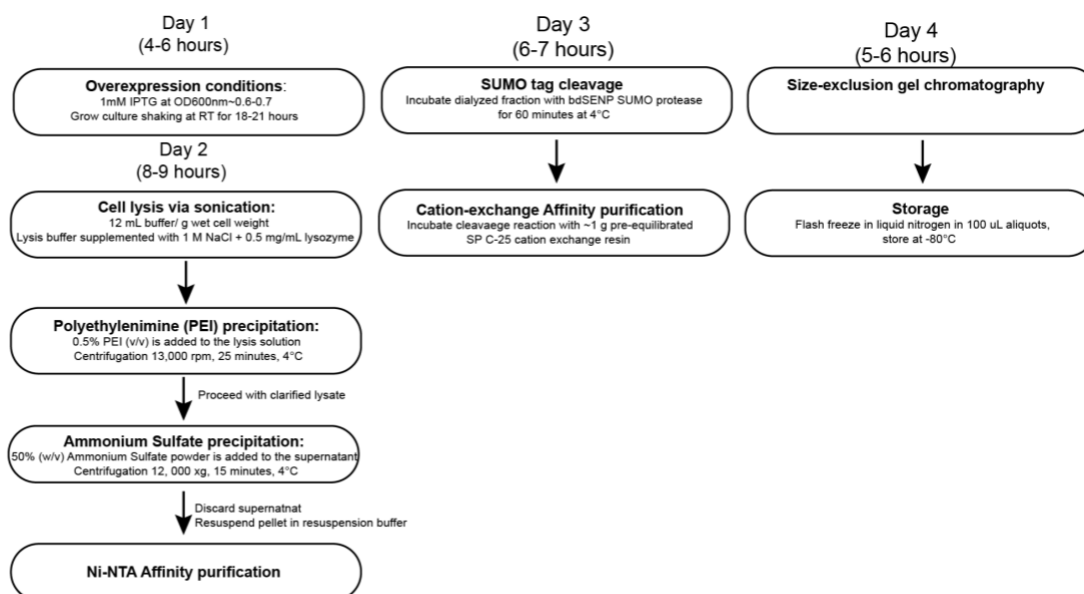 Day 1
(4-6 hours)
Overexpression conditions:
1mM IPTG at OD600nm~0.6-0.7
Grow culture shaking at RT for 18-21 hours
Day 2
(8-9 hours)
Cell lysis via sonication:
12 mL buffer/ g wet cell weight
Lysis buffer supplemented with 1 M NaCl + 0.5 mg/mL lysozyme
Polyethylenimine (PEI) precipitation:
0.5% PEI (v/v) is added to the lysis solution
Centrifugation 13,000 rpm, 25 minutes, 4°C
Proceed with clarified lysate
Ammonium Sulfate precipitation:
50% (w/v) Ammonium Sulfate powder is added to the supernatant
Centrifugation 12, 000 xg, 15 minutes, 4°C
Discard supernatnat
Resuspend pellet in resuspension buffer
Ni-NTA Affinity purification
Day 3
(6-7 hours)
SUMO tag cleavage
Incubate dialyzed fraction with bdSENP SUMO protease
for 60 minutes at 4°C
Cation-exchange Affinity purification
Incubate cleavaege reaction with ~1 g pre-equilibrated
SP C-25 cation exchange resin
Day 4
(5-6 hours)
Size-exclusion gel chromatography
Storage
Flash freeze in liquid nitrogen in 100 uL aliquots,
store at -80°C